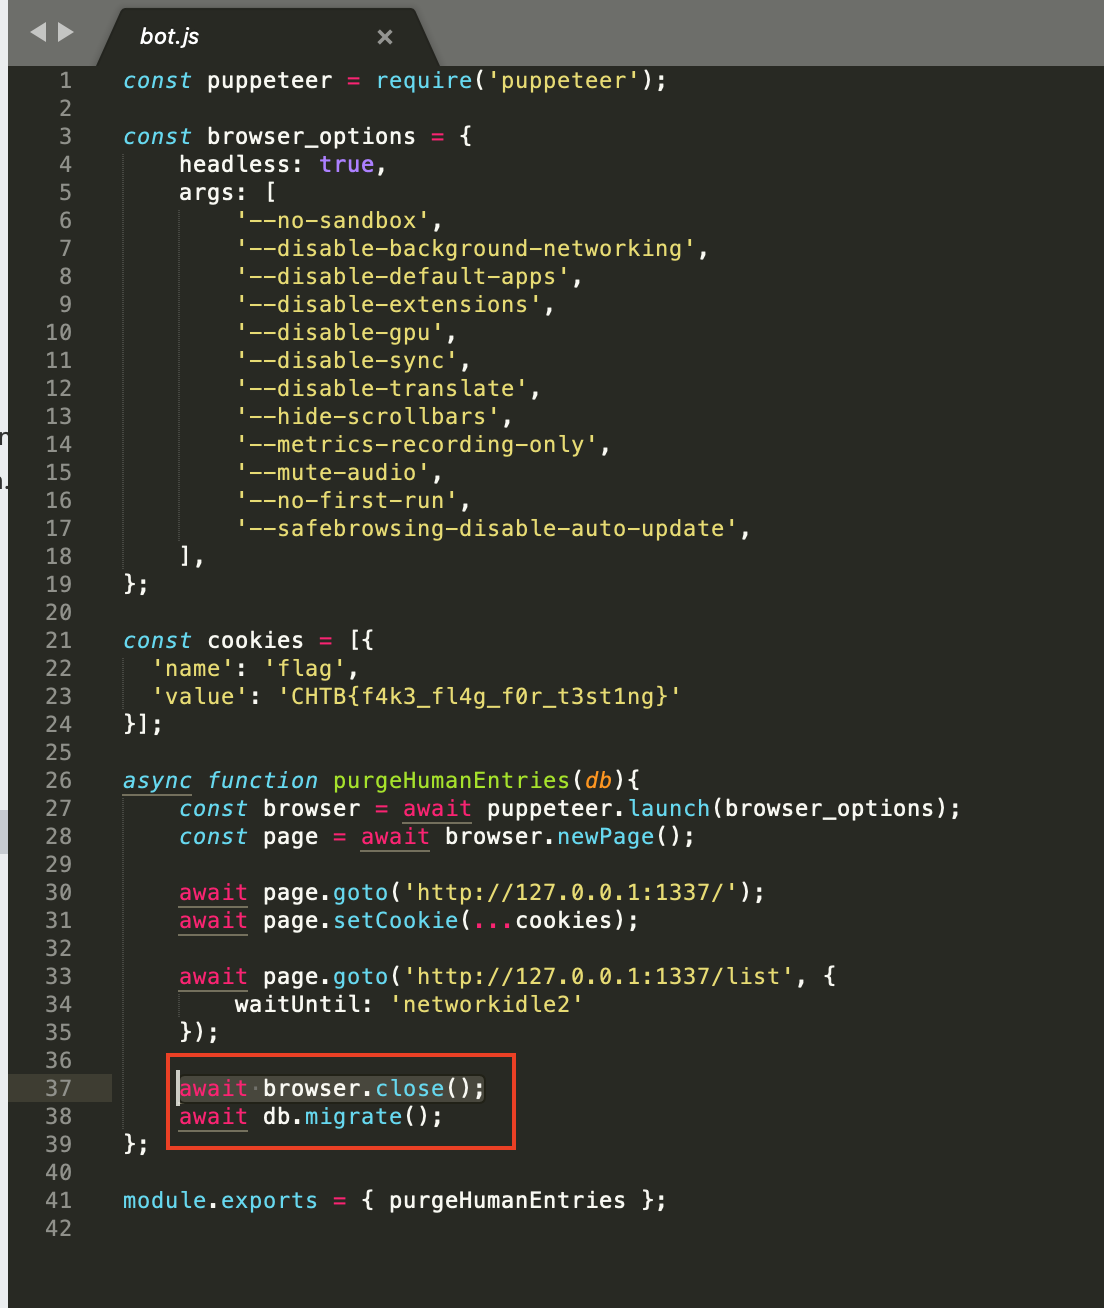 bot.js
1 const puppeteer = require('puppeteer');
2
3 const browser_options = {
4 headless: true,
5 args: [
6 '--no-sandbox',
7 '--disable-background-networking',
8 '--disable-default-apps',
9 '--disable-extensions',
10 '--disable-gpu',
11 '--disable-sync',
12 '--disable-translate',
13 '--hide-scrollbars',
14 '--metrics-recording-only',
15 '--mute-audio',
16 '--no-first-run',
17 '--safebrowsing-disable-auto-update',
18 ],
19 };
20
21 const cookies = [{
22 'name': 'flag',
23 'value': 'CHTB{f4k3_fl4g_f0r_t3st1ng}'
24 }];
25
26 async function purgeHumanEntries(db){
27 const browser = await puppeteer.launch(browser_options);
28 const page = await browser.newPage();
29
30 await page.goto('http://127.0.0.1:1337/');
31 await page.setCookie(...cookies);
32
33 await page.goto('http://127.0.0.1:1337/list', {
34 waitUntil: 'networkidle2'
35 });
36
37 await browser.close();
38 await db.migrate();
39 };
40
41 module.exports = { purgeHumanEntries };
42